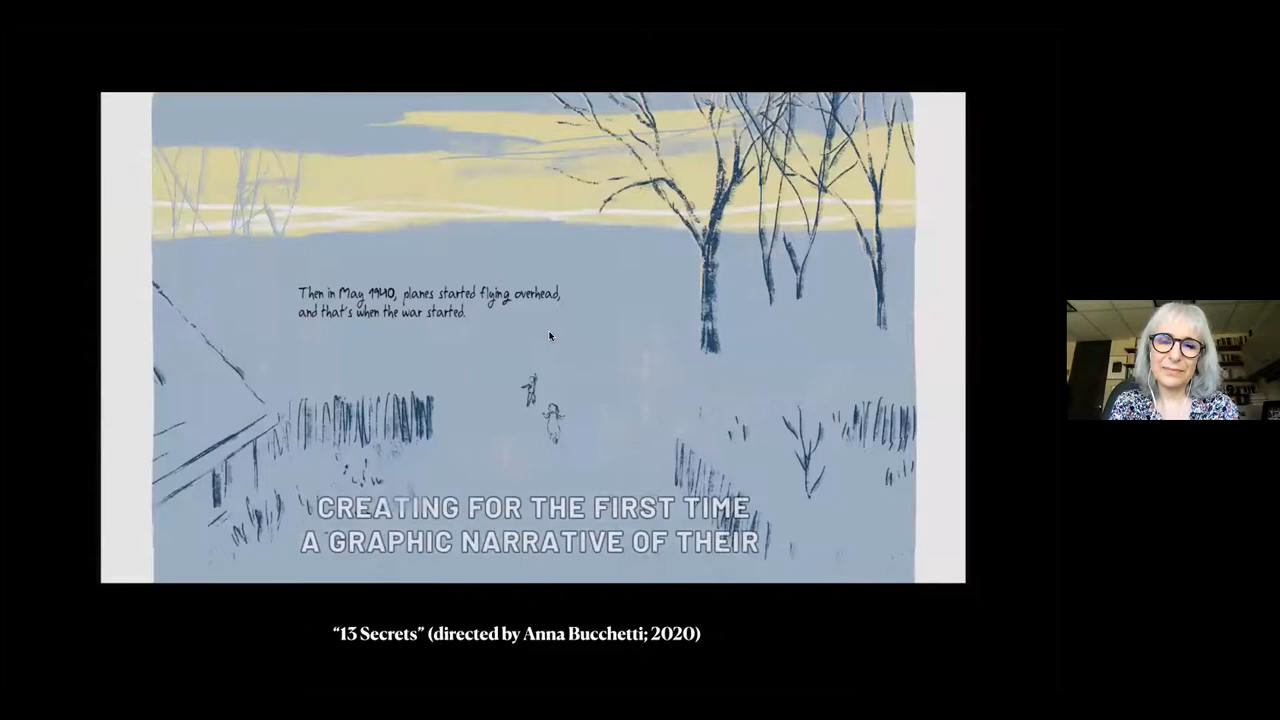 Then in May 1940, planes started flying overhead,
and that's when the war started.
CREATING FOR THE FIRST TIME
A GRAPHIC NARRATIVE OF THEIR
“13 Secrets” (directed by Anna Bucchetti; 2020)